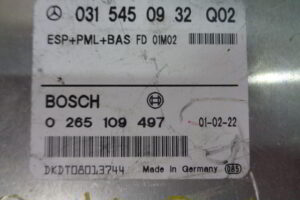 031 545 09 32 Q02
ESP+PML+BAS FD 01M02
BOSCH
0 265 109 497 01-02-22
DKDT08013744 Made in Germany